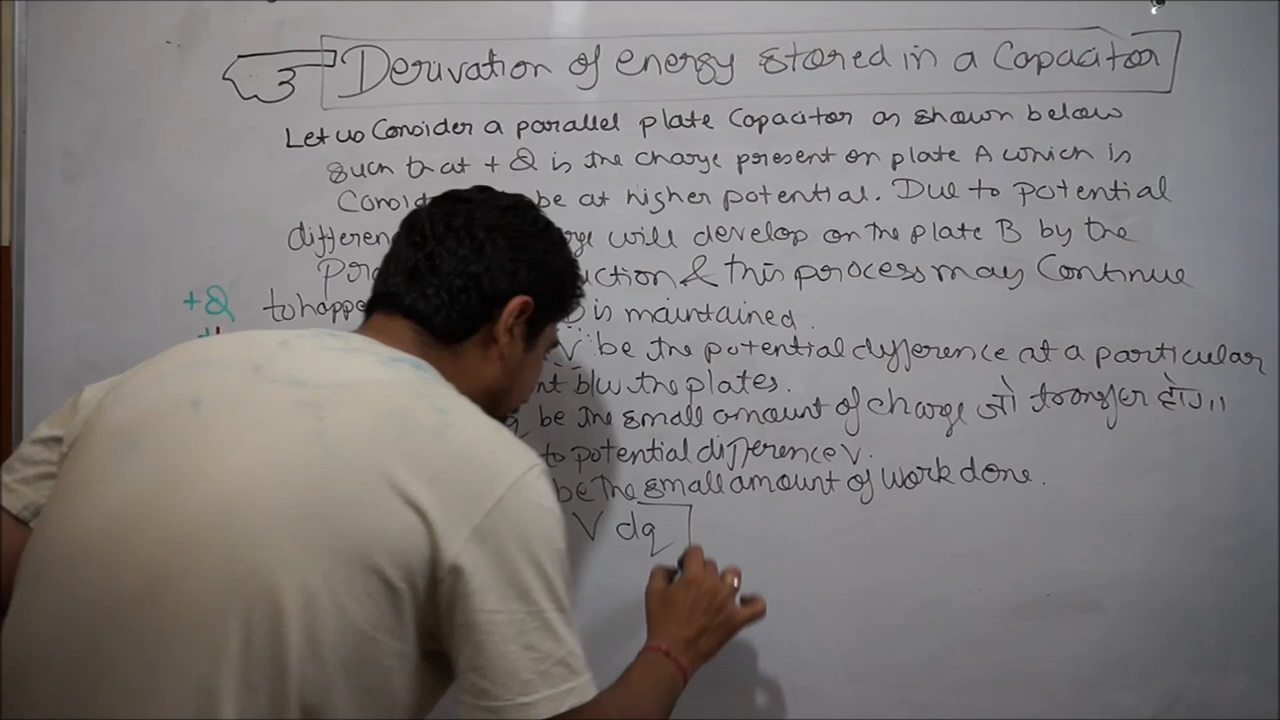 3 Derivation of energy stored in a Capacitor
Let us Consider a parallel plate Capacitor as shown below
such that + Q is the charge present on plate A which is
be at higher potential. Due to potential
will develop on the plate B by the
& this process may Continue
+Q to is maintained.
V be the potential difference at a particular
b/w the plates.
be the small amount of charge जो transfer होगा
to potential difference V.
be the small amount of work done.
V dq